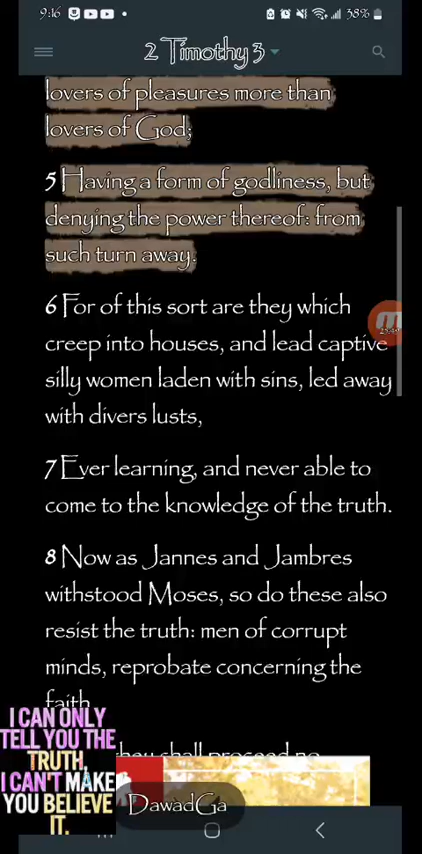 9:16
38%
2 Timothy 3
lovers of pleasures more than
lovers of God;
5 Having a form of godliness, but
denying the power thereof: from
such turn away.
6 For of this sort are they which
creep into houses, and lead captive
silly women laden with sins, led away
with divers lusts,
7 Ever learning, and never able to
come to the knowledge of the truth.
8 Now as Jannes and Jambres
withstood Moses, so do these also
resist the truth: men of corrupt
minds, reprobate concerning the
faith
they shall proceed no
I CAN ONLY
TELL YOU THE
TRUTH,
I CAN'T MAKE
YOU BELIEVE
IT.
DawadGa